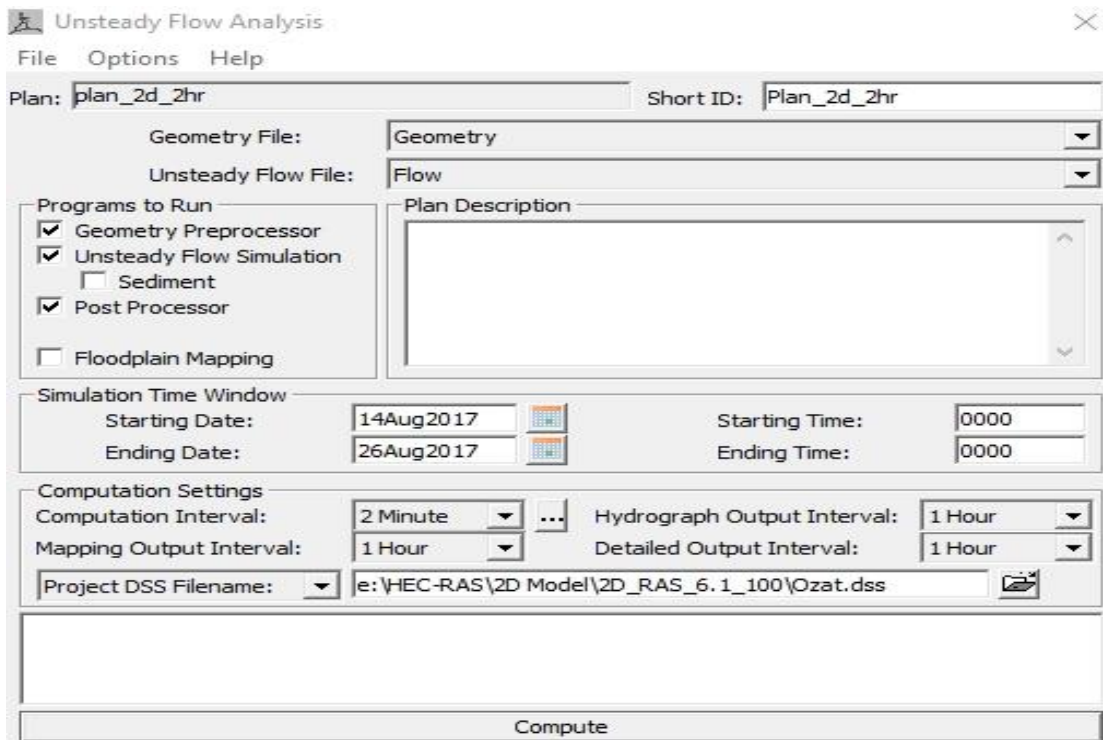 Unsteady Flow Analysis
File Options Help
Plan: plan_2d_2hr Short ID: Plan_2d_2hr
Geometry File: Geometry
Unsteady Flow File: Flow
Programs to Run
Geometry Preprocessor
Unsteady Flow Simulation
Sediment
Post Processor
Floodplain Mapping
Plan Description
Simulation Time Window
Starting Date: 14Aug2017 Starting Time: 0000
Ending Date: 26Aug2017 Ending Time: 0000
Computation Settings
Computation Interval: 2 Minute ... Hydrograph Output Interval: 1 Hour
Mapping Output Interval: 1 Hour Detailed Output Interval: 1 Hour
Project DSS Filename: e:\HEC-RAS\2D Model\2D_RAS_6.1_100\Ozat.dss
Compute